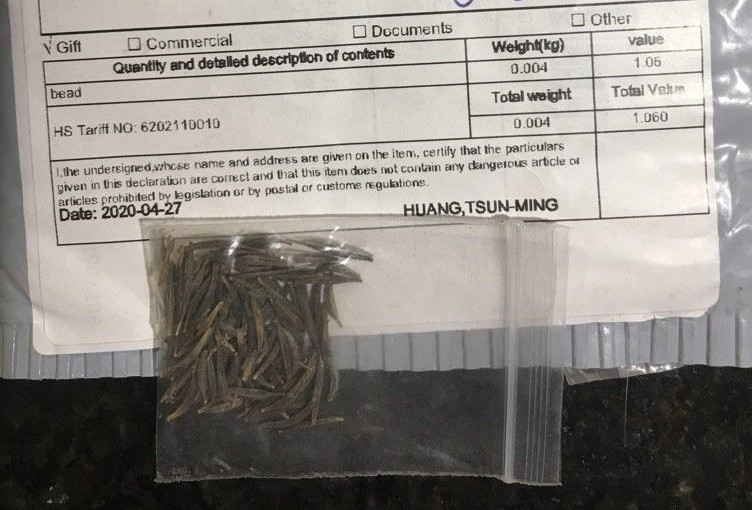 √ Gift ☐ Commercial ☐ Documents ☐ Other
Quantity and detailed description of contents Weight(kg) value
bead 0.004 1.06
Total weight Total Value
HS Tariff NO: 6202110010 0.004 1.060
I,the undersigned,whose name and address are given on the item, certify that the particulars
given in this declaration are correct and that this item does not contain any dangerous article or
articles prohibited by legislation or by postal or customs regulations.
Date: 2020-04-27 HUANG,TSUN-MING